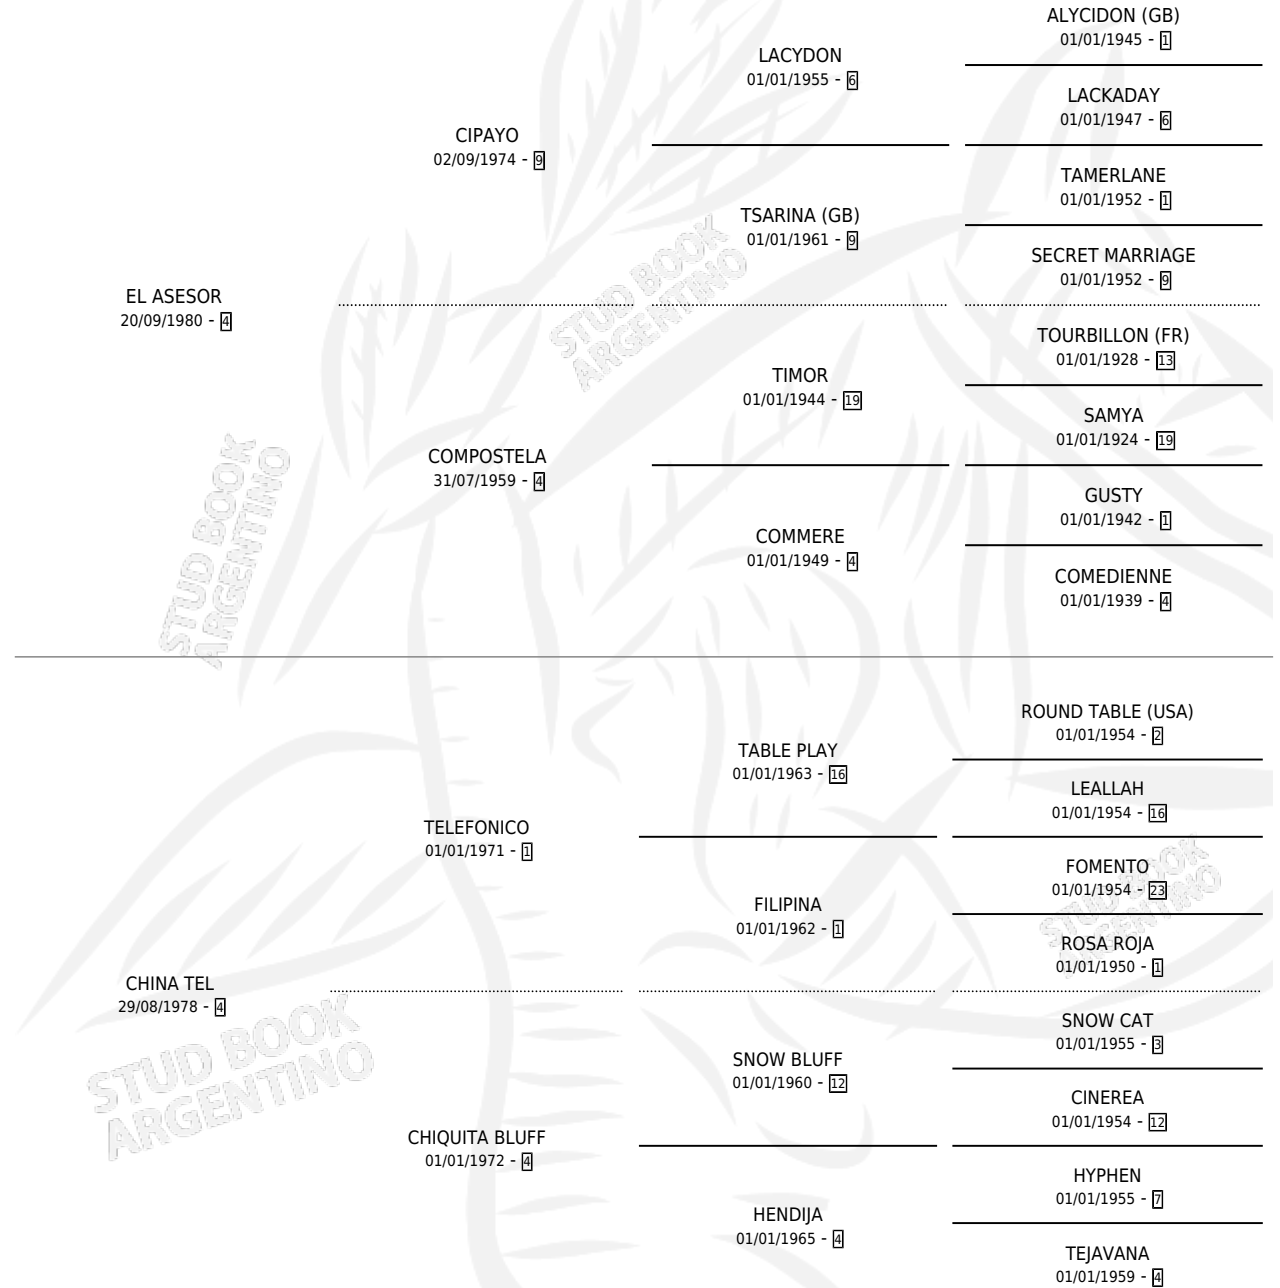 ALYCIDON (GB)
01/01/1945 - 1
LACYDON
01/01/1955 - 6
LACKADAY
01/01/1947 - 6
CIPAYO
02/09/1974 - 9
TAMERLANE
01/01/1952 - 1
TSARINA (GB)
01/01/1961 - 9
SECRET MARRIAGE
01/01/1952 - 9
EL ASESOR
20/09/1980 - 4
TOURBILLON (FR)
01/01/1928 - 13
TIMOR
01/01/1944 - 19
SAMYA
01/01/1924 - 19
COMPOSTELA
31/07/1959 - 4
GUSTY
01/01/1942 - 1
COMMERE
01/01/1949 - 4
COMEDIENNE
01/01/1939 - 4
ROUND TABLE (USA)
01/01/1954 - 2
TABLE PLAY
01/01/1963 - 16
LEALLAH
01/01/1954 - 16
TELEFONICO
01/01/1971 - 1
FOMENTO
01/01/1954 - 23
FILIPINA
01/01/1962 - 1
ROSA ROJA
01/01/1950 - 1
CHINA TEL
29/08/1978 - 4
SNOW CAT
01/01/1955 - 3
SNOW BLUFF
01/01/1960 - 12
CINEREA
01/01/1954 - 12
CHIQUITA BLUFF
01/01/1972 - 4
HYPHEN
01/01/1955 - 7
HENDIJA
01/01/1965 - 4
TEJAVANA
01/01/1959 - 4
STUD BOOK
ARGENTINO
STUD BOOK
ARGENTINO
STUD BOOK
ARGENTINO
STUD BOOK
ARGENTINO